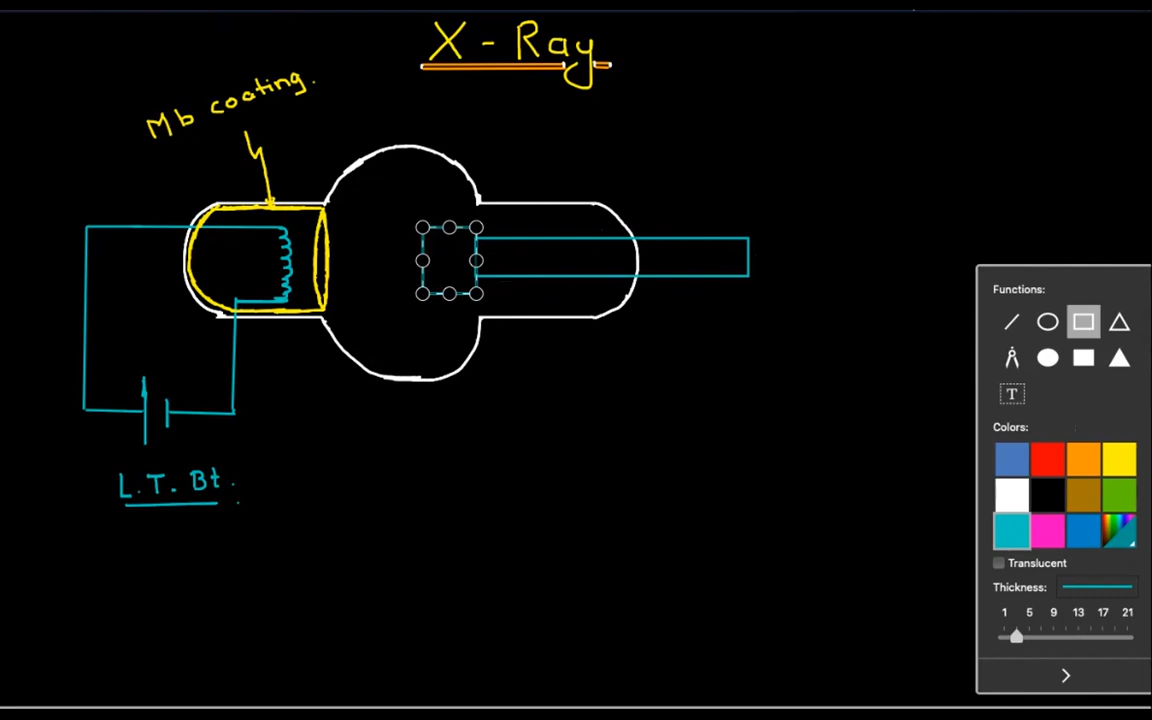 X - Ray
Mb coating.
L.T. Bt.
Functions:
T
Colors:
Translucent
Thickness:
1 5 9 13 17 21